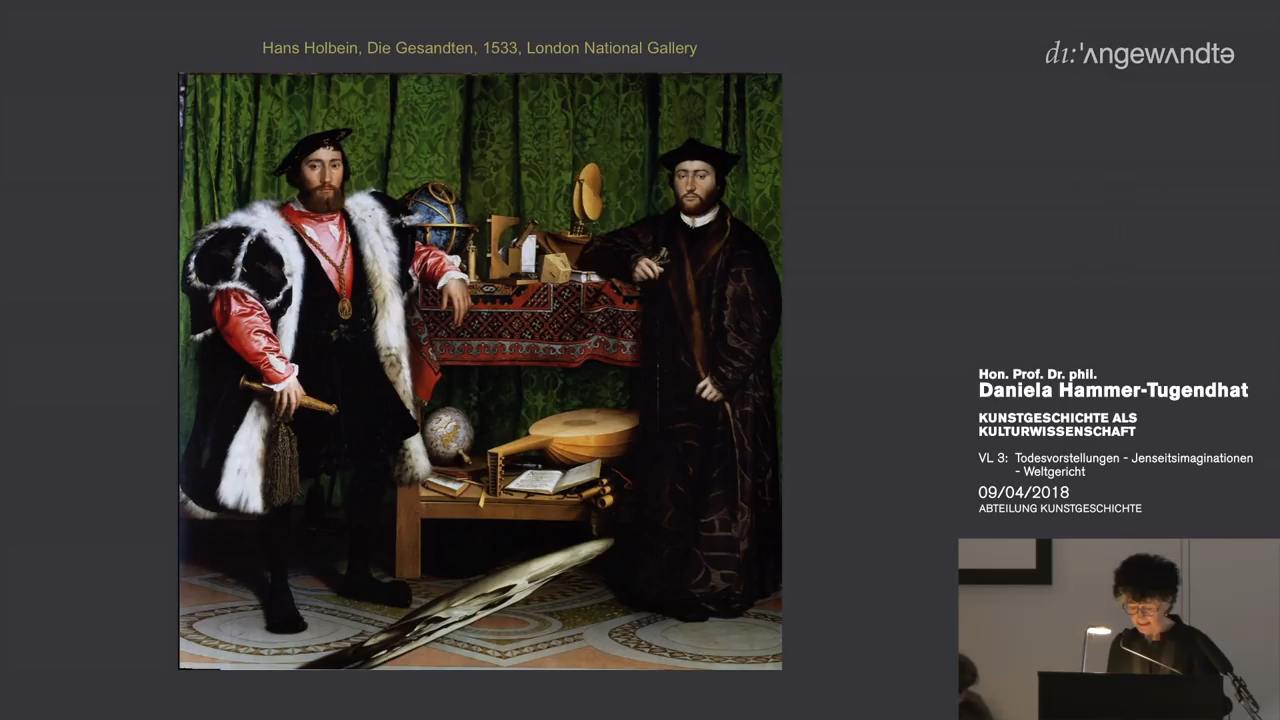 Hans Holbein, Die Gesandten, 1533, London National Gallery
dı:'ʌngewʌndtə
Hon. Prof. Dr. phil.
Daniela Hammer-Tugendhat
KUNSTGESCHICHTE ALS
KULTURWISSENSCHAFT
VL 3: Todesvorstellungen - Jenseitsimaginationen
- Weltgericht
09/04/2018
ABTEILUNG KUNSTGESCHICHTE